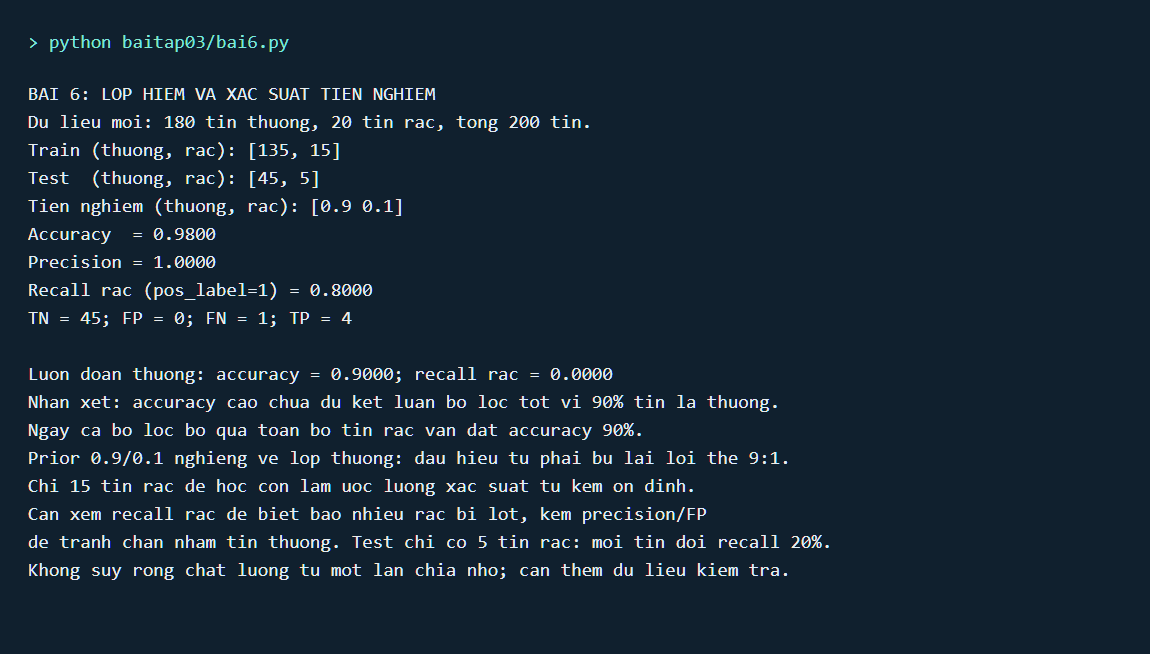 > python baitap03/bai6.py
BAI 6: LOP HIEM VA XAC SUAT TIEN NGHIEM
Du lieu moi: 180 tin thuong, 20 tin rac, tong 200 tin.
Train (thuong, rac): [135, 15]
Test  (thuong, rac): [45, 5]
Tien nghiem (thuong, rac): [0.9 0.1]
Accuracy  = 0.9800
Precision = 1.0000
Recall rac (pos_label=1) = 0.8000
TN = 45; FP = 0; FN = 1; TP = 4
Luon doan thuong: accuracy = 0.9000; recall rac = 0.0000
Nhan xet: accuracy cao chua du ket luan bo loc tot vi 90% tin la thuong.
Ngay ca bo loc bo qua toan bo tin rac van dat accuracy 90%.
Prior 0.9/0.1 nghieng ve lop thuong: dau hieu tu phai bu lai loi the 9:1.
Chi 15 tin rac de hoc con lam uoc luong xac suat tu kem on dinh.
Can xem recall rac de biet bao nhieu rac bi lot, kem precision/FP
de tranh chan nham tin thuong. Test chi co 5 tin rac: moi tin doi recall 20%.
Khong suy rong chat luong tu mot lan chia nho; can them du lieu kiem tra.